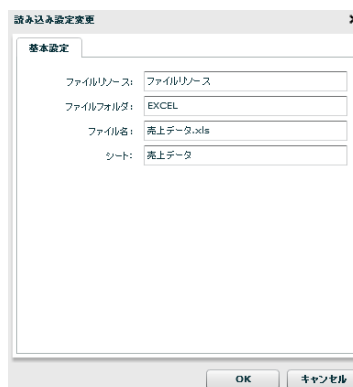 読み込み設定変更
基本設定
ファイルリソース: ファイルリソース
ファイルフォルダ: EXCEL
ファイル名: 売上データ.xls
シート: 売上データ
OK キャンセル